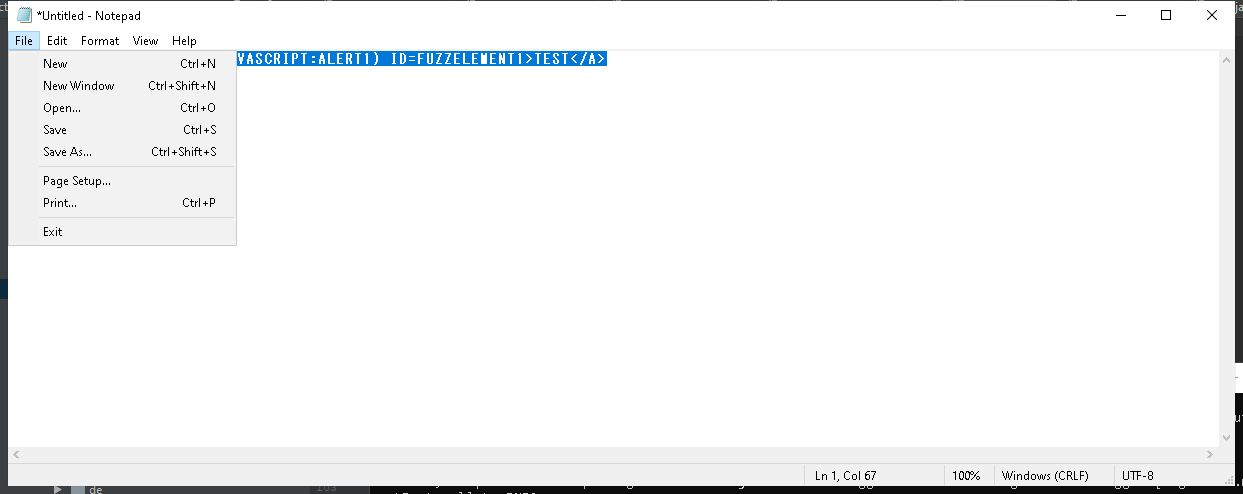 *Untitled - Notepad
File Edit Format View Help
VASCRIPT:ALERT1) ID=FUZZELEMENT1>TEST</A>
New Ctrl+N
New Window Ctrl+Shift+N
Open... Ctrl+O
Save Ctrl+S
Save As... Ctrl+Shift+S
Page Setup...
Print... Ctrl+P
Exit
Ln 1, Col 67 100% Windows (CRLF) UTF-8
de